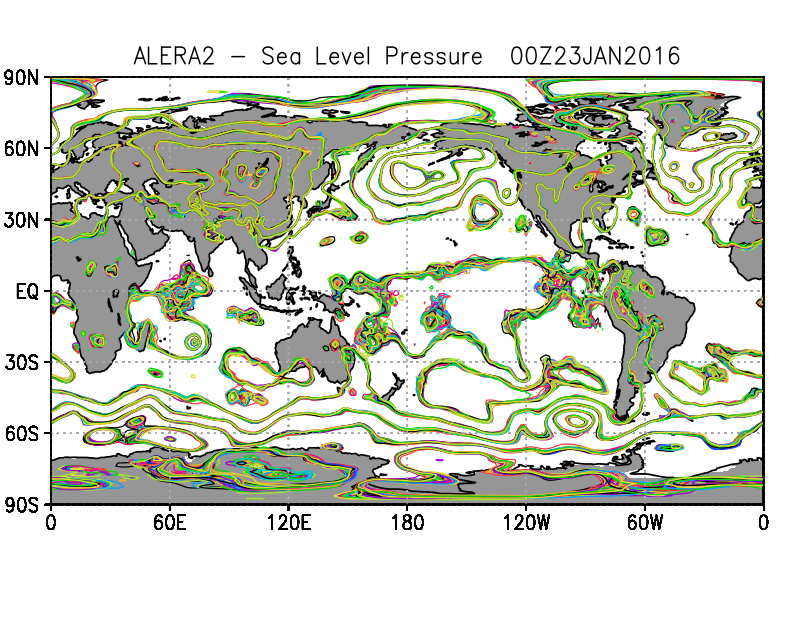 ALERA2 − Sea Level Pressure 00Z23JAN2016
90N
60N
30N
EQ
30S
60S
90S
0 60E 120E 180 120W 60W 0